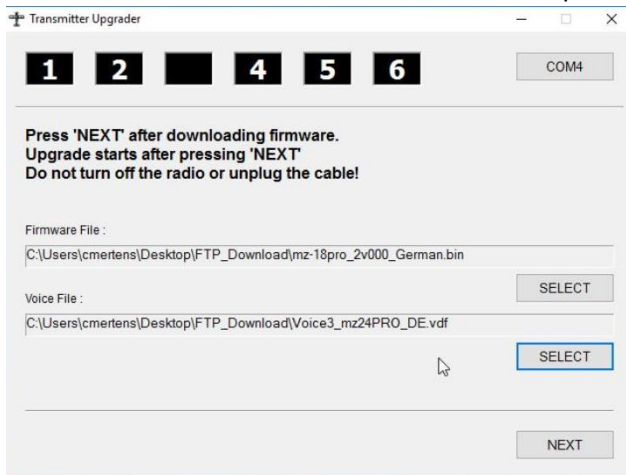 Transmitter Upgrader
1 2 4 5 6
COM4
Press 'NEXT' after downloading firmware.
Upgrade starts after pressing 'NEXT'
Do not turn off the radio or unplug the cable!
Firmware File :
C:\Users\cmertens\Desktop\FTP_Download\mz-18pro_2v000_German.bin
SELECT
Voice File :
C:\Users\cmertens\Desktop\FTP_Download\Voice3_mz24PRO_DE.vdf
SELECT
NEXT